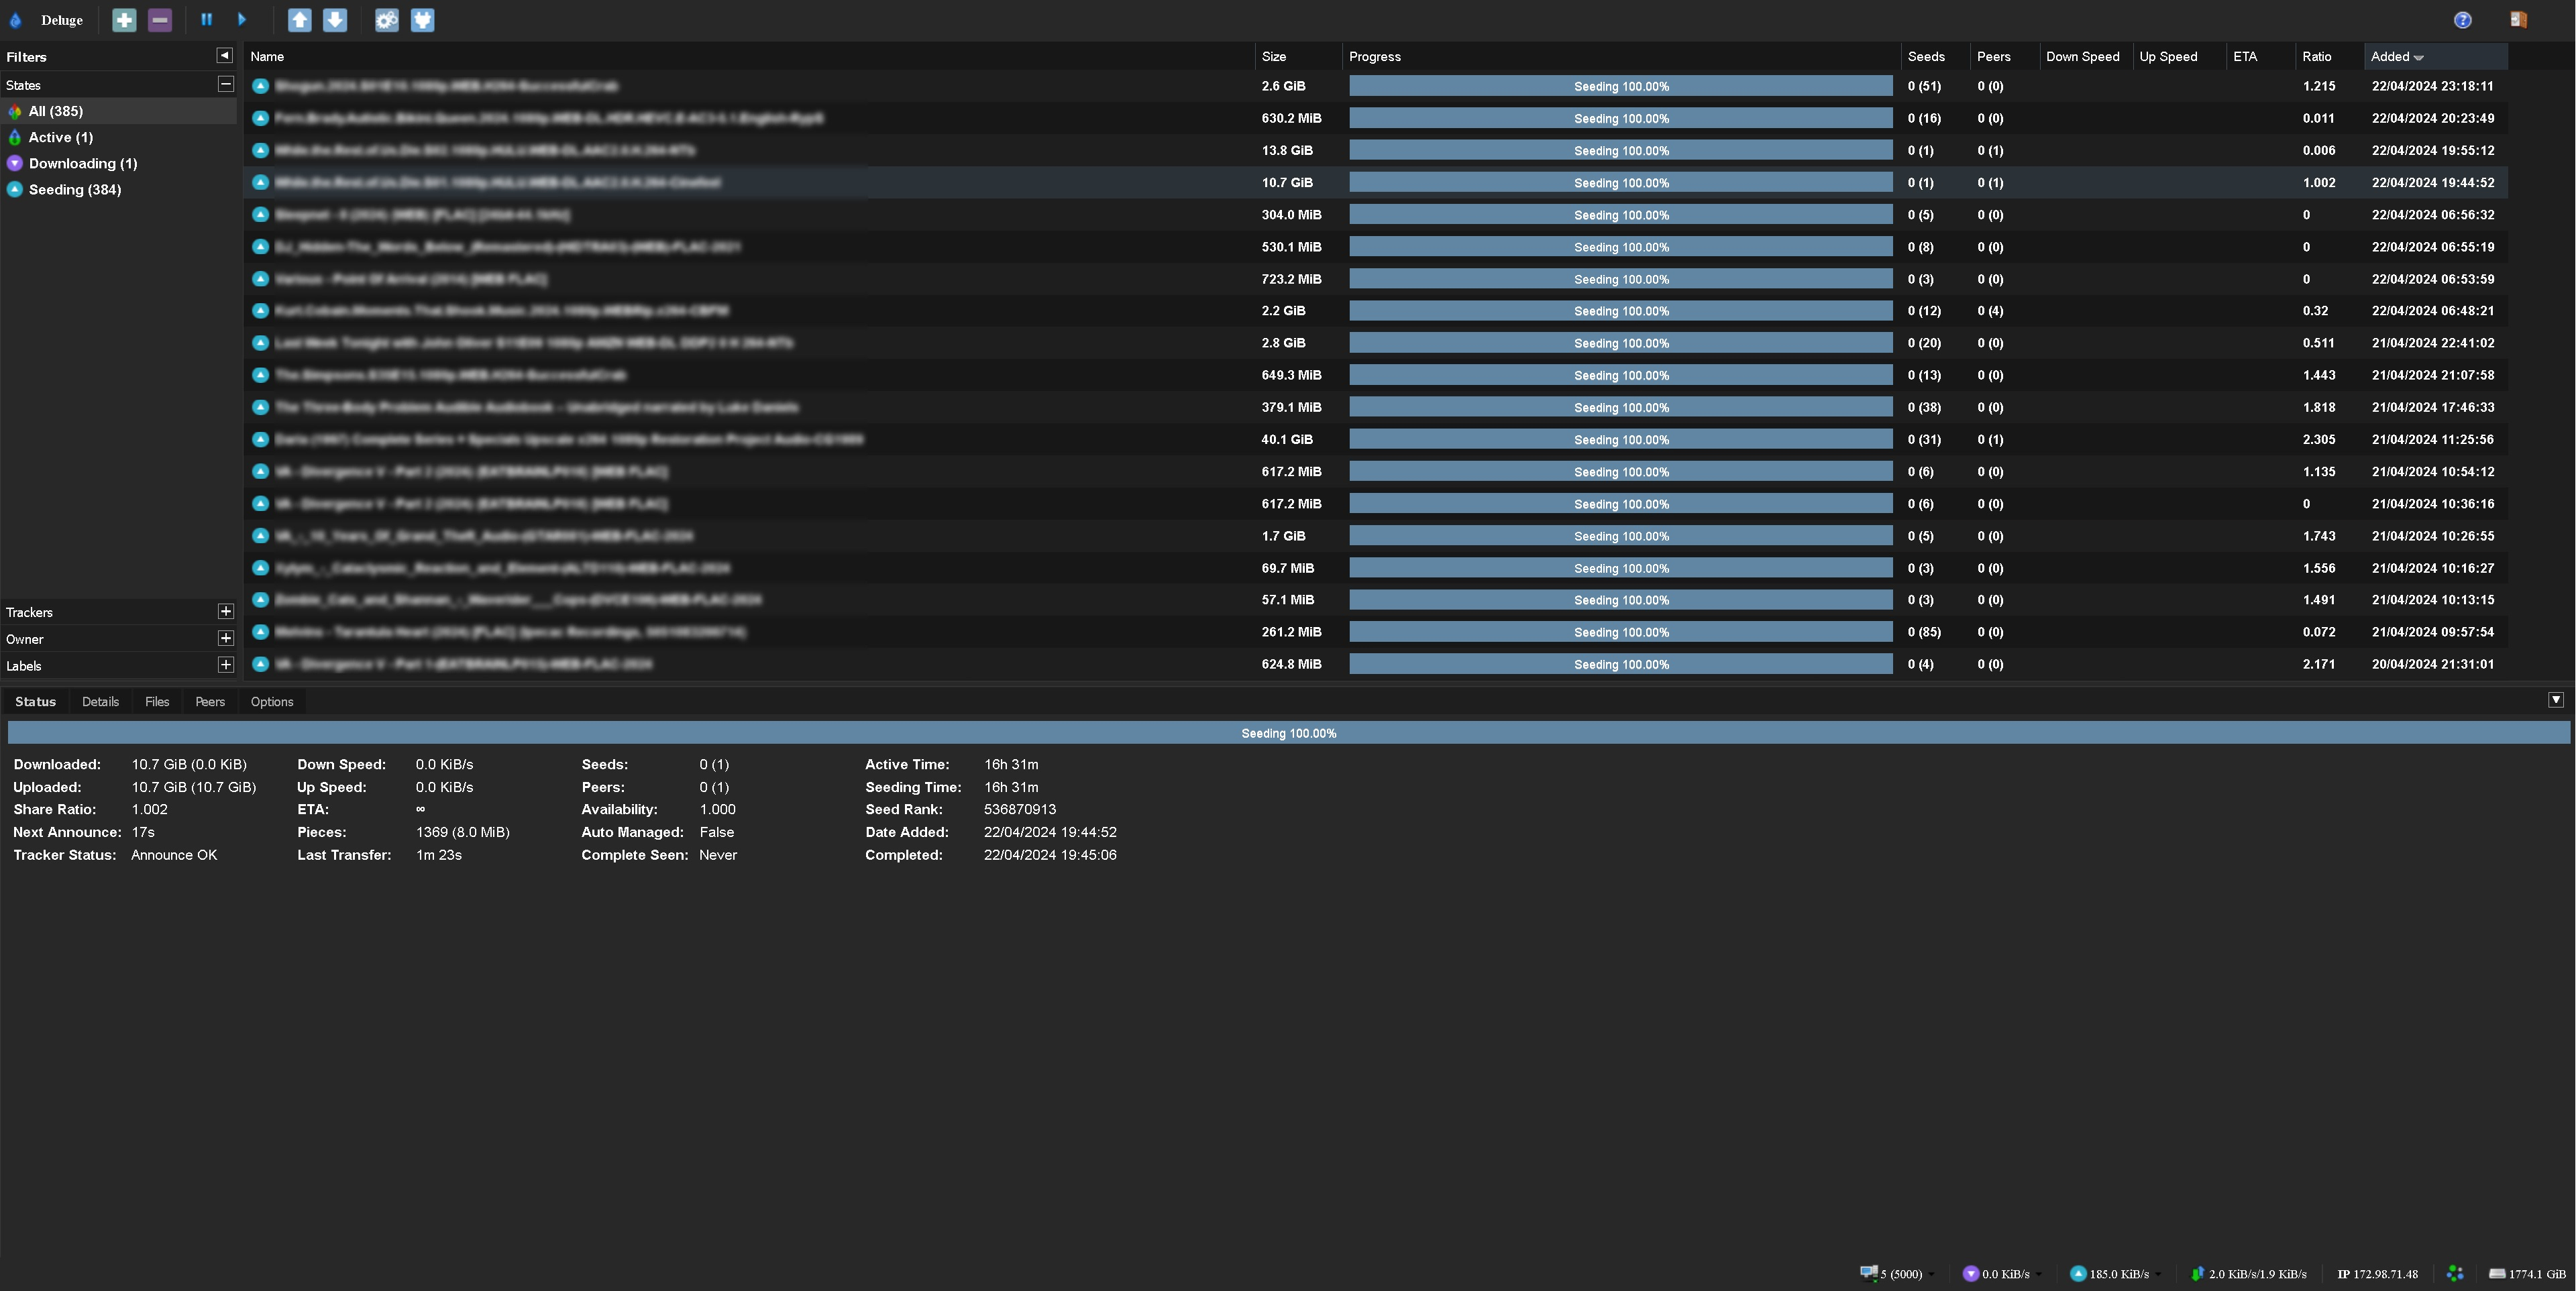 Deluge
Filters
States
All (385)
Active (1)
Downloading (1)
Seeding (384)
Trackers
Owner
Labels
Name Size Progress Seeds Peers Down Speed Up Speed ETA Ratio Added
2.6 GiB Seeding 100.00% 0 (51) 0 (0) 1.215 22/04/2024 23:18:11
630.2 MiB Seeding 100.00% 0 (16) 0 (0) 0.011 22/04/2024 20:23:49
13.8 GiB Seeding 100.00% 0 (1) 0 (1) 0.006 22/04/2024 19:55:12
10.7 GiB Seeding 100.00% 0 (1) 0 (1) 1.002 22/04/2024 19:44:52
304.0 MiB Seeding 100.00% 0 (5) 0 (0) 0 22/04/2024 06:56:32
530.1 MiB Seeding 100.00% 0 (8) 0 (0) 0 22/04/2024 06:55:19
723.2 MiB Seeding 100.00% 0 (3) 0 (0) 0 22/04/2024 06:53:59
2.2 GiB Seeding 100.00% 0 (12) 0 (4) 0.32 22/04/2024 06:48:21
2.8 GiB Seeding 100.00% 0 (20) 0 (0) 0.511 21/04/2024 22:41:02
649.3 MiB Seeding 100.00% 0 (13) 0 (0) 1.443 21/04/2024 21:07:58
379.1 MiB Seeding 100.00% 0 (38) 0 (0) 1.818 21/04/2024 17:46:33
40.1 GiB Seeding 100.00% 0 (31) 0 (1) 2.305 21/04/2024 11:25:56
617.2 MiB Seeding 100.00% 0 (6) 0 (0) 1.135 21/04/2024 10:54:12
617.2 MiB Seeding 100.00% 0 (6) 0 (0) 0 21/04/2024 10:36:16
1.7 GiB Seeding 100.00% 0 (5) 0 (0) 1.743 21/04/2024 10:26:55
69.7 MiB Seeding 100.00% 0 (3) 0 (0) 1.556 21/04/2024 10:16:27
57.1 MiB Seeding 100.00% 0 (3) 0 (0) 1.491 21/04/2024 10:13:15
261.2 MiB Seeding 100.00% 0 (85) 0 (0) 0.072 21/04/2024 09:57:54
624.8 MiB Seeding 100.00% 0 (4) 0 (0) 2.171 20/04/2024 21:31:01
Status Details Files Peers Options
Seeding 100.00%
Downloaded: 10.7 GiB (0.0 KiB) Down Speed: 0.0 KiB/s Seeds: 0 (1) Active Time: 16h 31m
Uploaded: 10.7 GiB (10.7 GiB) Up Speed: 0.0 KiB/s Peers: 0 (1) Seeding Time: 16h 31m
Share Ratio: 1.002 ETA: ∞ Availability: 1.000 Seed Rank: 536870913
Next Announce: 17s Pieces: 1369 (8.0 MiB) Auto Managed: False Date Added: 22/04/2024 19:44:52
Tracker Status: Announce OK Last Transfer: 1m 23s Complete Seen: Never Completed: 22/04/2024 19:45:06
5 (5000) 0.0 KiB/s 185.0 KiB/s 2.0 KiB/s/1.9 KiB/s IP 172.98.71.48 1774.1 GiB